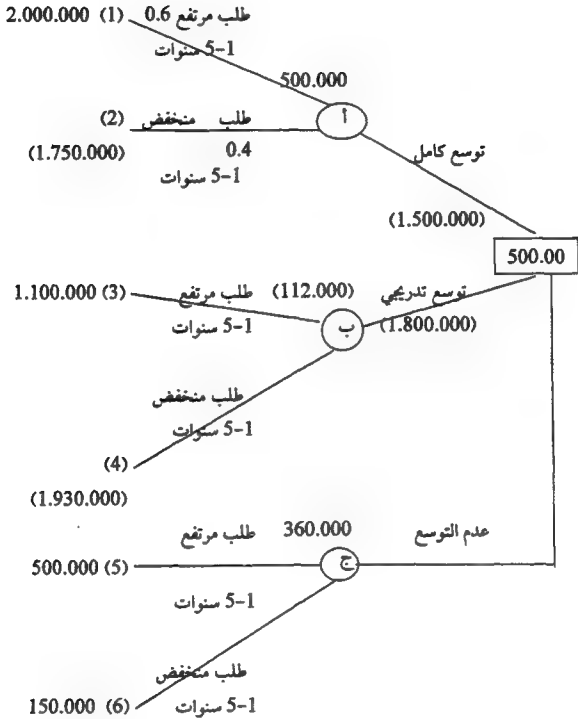 2.000.000 (1) طلب مرتفع 0.6
5-1 سنوات
500.000
أ
(2) طلب منخفض
(1.750.000) 0.4
5-1 سنوات
توسع كامل
(1.500.000)
500.00
1.100.000 (3) طلب مرتفع (112.000) توسع تدريجي
5-1 سنوات
ب
(1.800.000)
طلب منخفض
5-1 سنوات
(4)
(1.930.000)
طلب مرتفع 360.000 عدم التوسع
500.000 (5)
ج
5-1 سنوات
طلب منخفض
150.000 (6) 5-1 سنوات